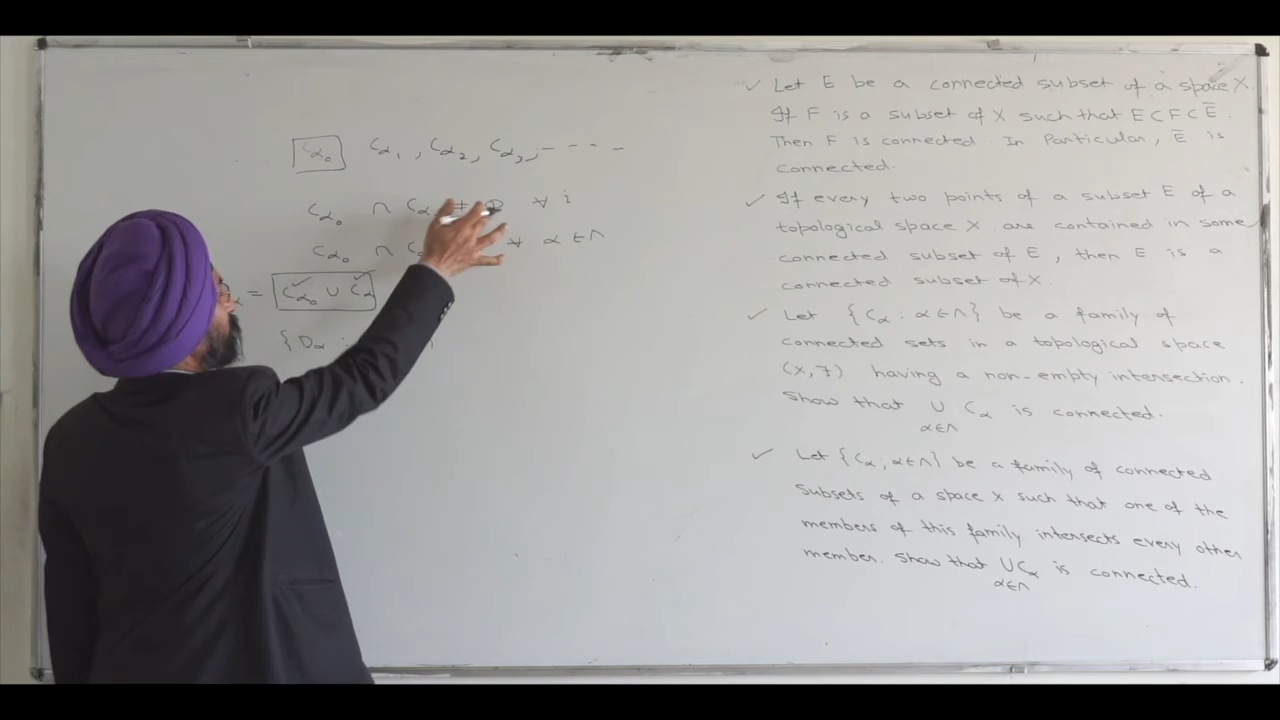 Cα₀ Cα₁, Cα₂, Cα₃, - - - -
Cα₀ ∩ Cα ≠ Φ ∀ i
Cα₀ ∩ C ∀ α ∈ Λ
α = Cα₀ ∪ Cα
{Dα :
✓ Let E be a connected subset of a space X.
If F is a subset of X such that E ⊂ F ⊂ E̅.
Then F is connected. In Particular, E̅ is
connected.
✓ If every two points of a subset E of a
topological space X are contained in some
connected subset of E, then E is a
connected subset of X.
✓ Let {Cα : α ∈ Λ} be a family of
connected sets in a topological space
(X, T) having a non-empty intersection.
Show that ∪ Cα is connected.
α∈Λ
✓ Let {Cα ; α ∈ Λ} be a family of connected
Subsets of a space X such that one of the
members of this family intersects every other
member. Show that ∪ Cα is connected.
α∈Λ